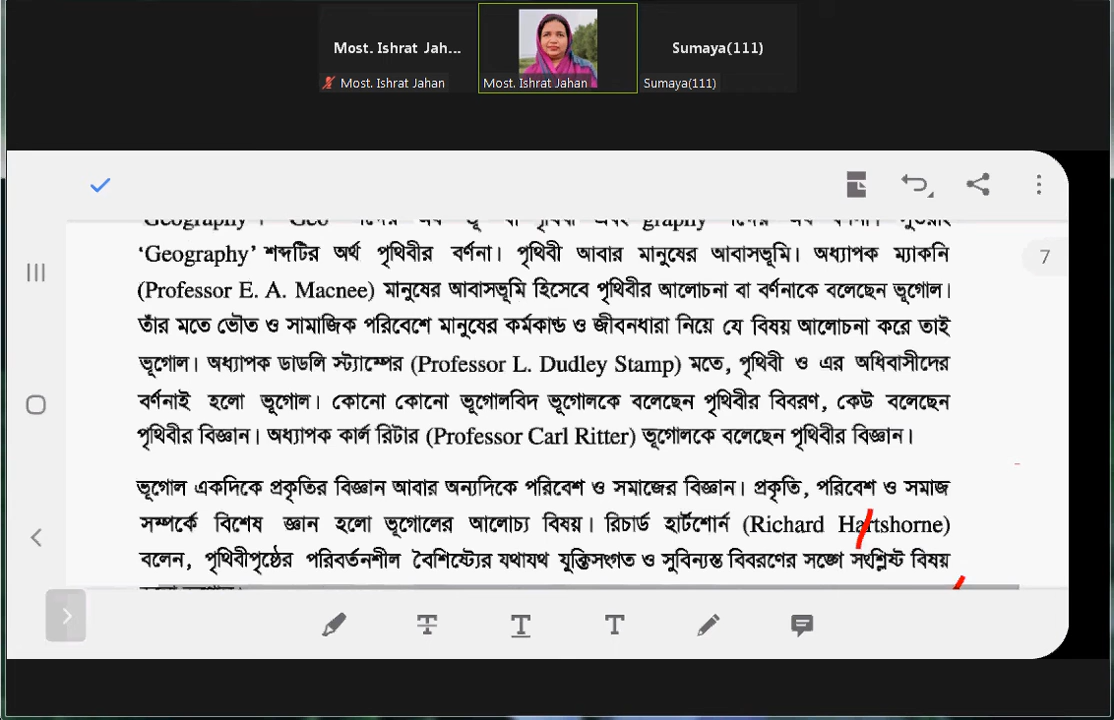 Most. Ishrat Jah...
Sumaya(111)
Most. Ishrat Jahan
Most. Ishrat Jahan
Sumaya(111)
7
‘Geography’ শব্দটির অর্থ পৃথিবীর বর্ণনা। পৃথিবী আবার মানুষের আবাসভূমি। অধ্যাপক ম্যাকনি
(Professor E. A. Macnee) মানুষের আবাসভূমি হিসেবে পৃথিবীর আলোচনা বা বর্ণনাকে বলেছেন ভূগোল।
তাঁর মতে ভৌত ও সামাজিক পরিবেশে মানুষের কর্মকান্ড ও জীবনধারা নিয়ে যে বিষয় আলোচনা করে তাই
ভূগোল। অধ্যাপক ডাডলি স্ট্যাম্পের (Professor L. Dudley Stamp) মতে, পৃথিবী ও এর অধিবাসীদের
বর্ণনাই হলো ভূগোল। কোনো কোনো ভূগোলবিদ ভূগোলকে বলেছেন পৃথিবীর বিবরণ, কেউ বলেছেন
পৃথিবীর বিজ্ঞান। অধ্যাপক কার্ল রিটার (Professor Carl Ritter) ভূগোলকে বলেছেন পৃথিবীর বিজ্ঞান।
ভূগোল একদিকে প্রকৃতির বিজ্ঞান আবার অন্যদিকে পরিবেশ ও সমাজের বিজ্ঞান। প্রকৃতি, পরিবেশ ও সমাজ
সম্পর্কে বিশেষ জ্ঞান হলো ভূগোলের আলোচ্য বিষয়। রিচার্ড হার্টশোর্ন (Richard Hartshorne)
বলেন, পৃথিবীপৃষ্ঠের পরিবর্তনশীল বৈশিষ্ট্যের যথাযথ যুক্তিসংগত ও সুবিন্যস্ত বিবরণের সঙ্গে সংশ্লিষ্ট বিষয়